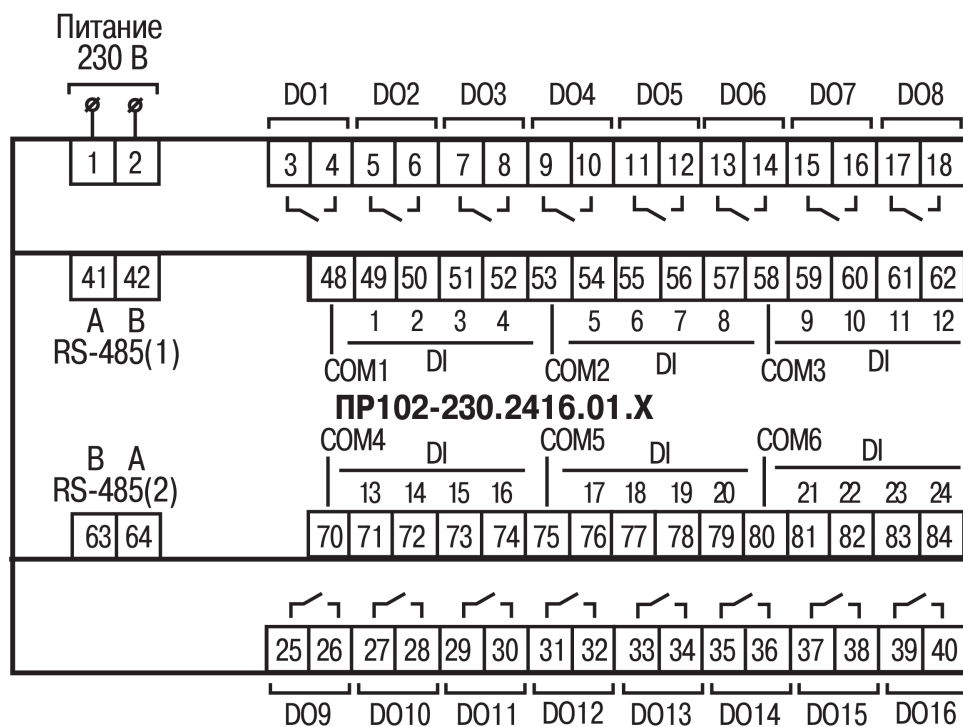 Питание
230 В
DO1 DO2 DO3 DO4 DO5 DO6 DO7 DO8
1 2 3 4 5 6 7 8 9 10 11 12 13 14 15 16 17 18
41 42 48 49 50 51 52 53 54 55 56 57 58 59 60 61 62
A B 1 2 3 4 5 6 7 8 9 10 11 12
RS-485(1) COM1 DI COM2 DI COM3 DI
ПР102-230.2416.01.X
COM4 DI COM5 DI COM6 DI
B A
RS-485(2) 13 14 15 16 17 18 19 20 21 22 23 24
63 64 70 71 72 73 74 75 76 77 78 79 80 81 82 83 84
25 26 27 28 29 30 31 32 33 34 35 36 37 38 39 40
DO9 DO10 DO11 DO12 DO13 DO14 DO15 DO16